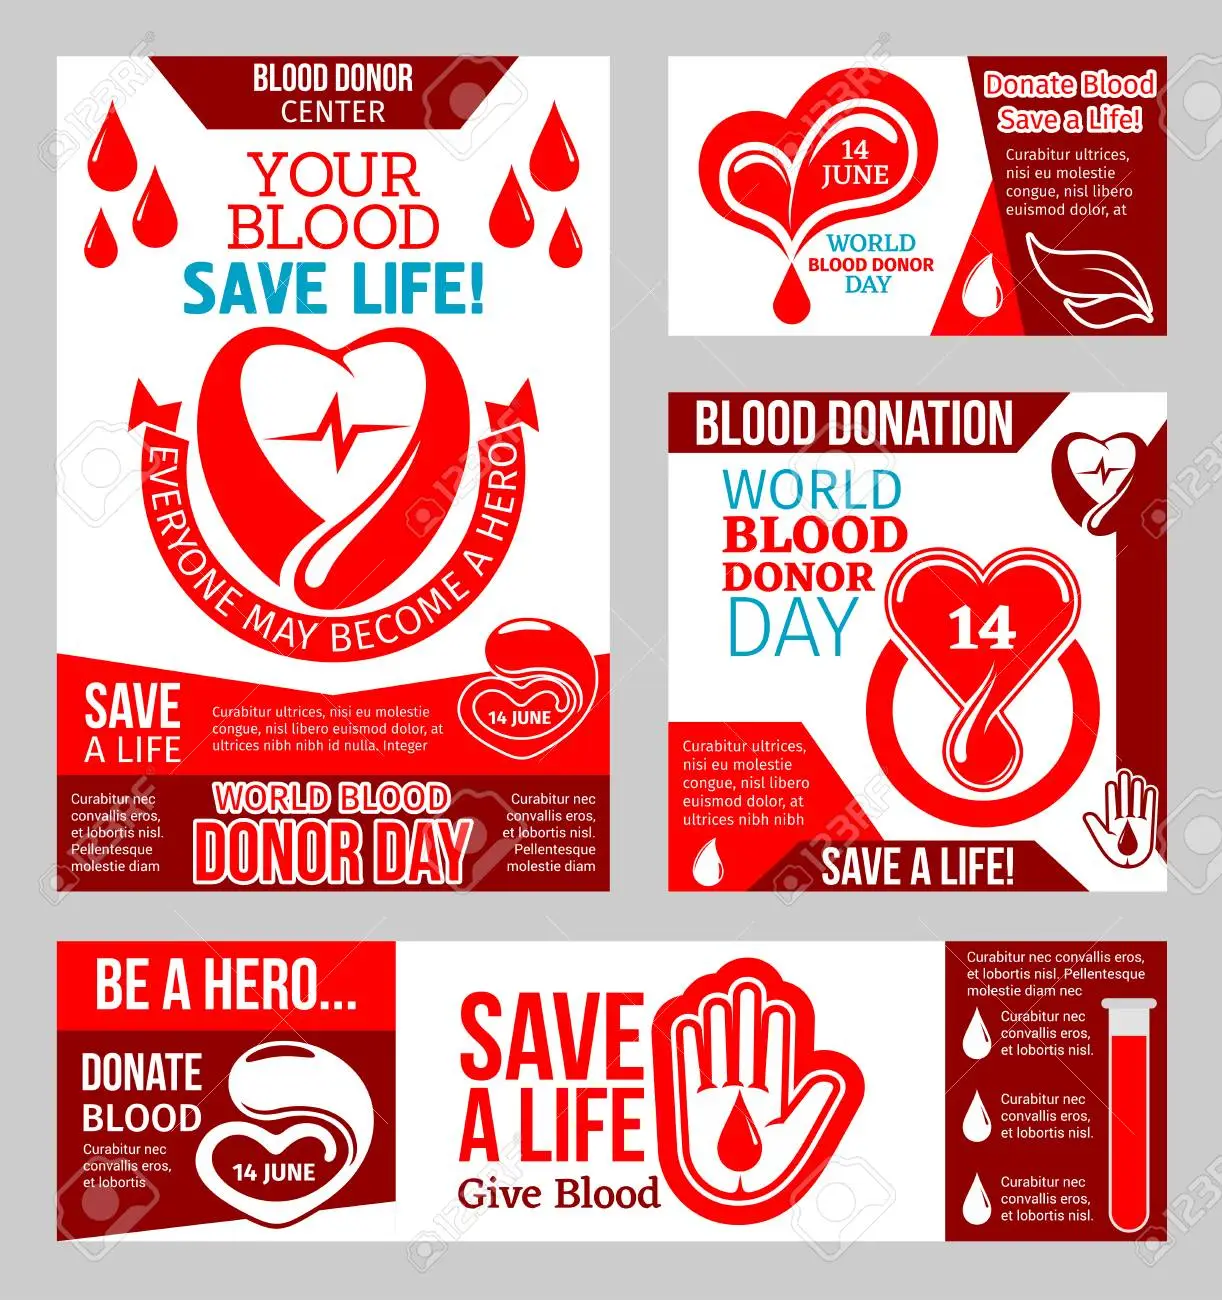 BLOOD DONOR
CENTER
YOUR
BLOOD
SAVE LIFE!
EVERYONE MAY BECOME A HERO
SAVE
A LIFE
Curabitur ultrices, nisi eu molestie
congue, nisl libero euismod dolor, at
ultrices nibh nibh id nulla. Integer
14 JUNE
Curabitur nec
convallis eros,
et lobortis nisl.
Pellentesque
molestie diam
WORLD BLOOD
DONOR DAY
Curabitur nec
convallis eros,
et lobortis nisl.
Pellentesque
molestie diam
14
JUNE
WORLD
BLOOD DONOR
DAY
Donate Blood
Save a Life!
Curabitur ultrices,
nisi eu molestie
congue, nisl libero
euismod dolor, at
BLOOD DONATION
WORLD
BLOOD
DONOR
DAY
14
Curabitur ultrices,
nisi eu molestie
congue, nisl libero
euismod dolor, at
ultrices nibh nibh
SAVE A LIFE!
BE A HERO...
DONATE
BLOOD
Curabitur nec
convallis eros,
et lobortis
14 JUNE
SAVE
A LIFE
Give Blood
Curabitur nec convallis eros,
et lobortis nisl. Pellentesque
molestie diam nec
Curabitur nec
convallis eros,
et lobortis nisl.
Curabitur nec
convallis eros,
et lobortis nisl.
Curabitur nec
convallis eros,
et lobortis nisl.
123RF